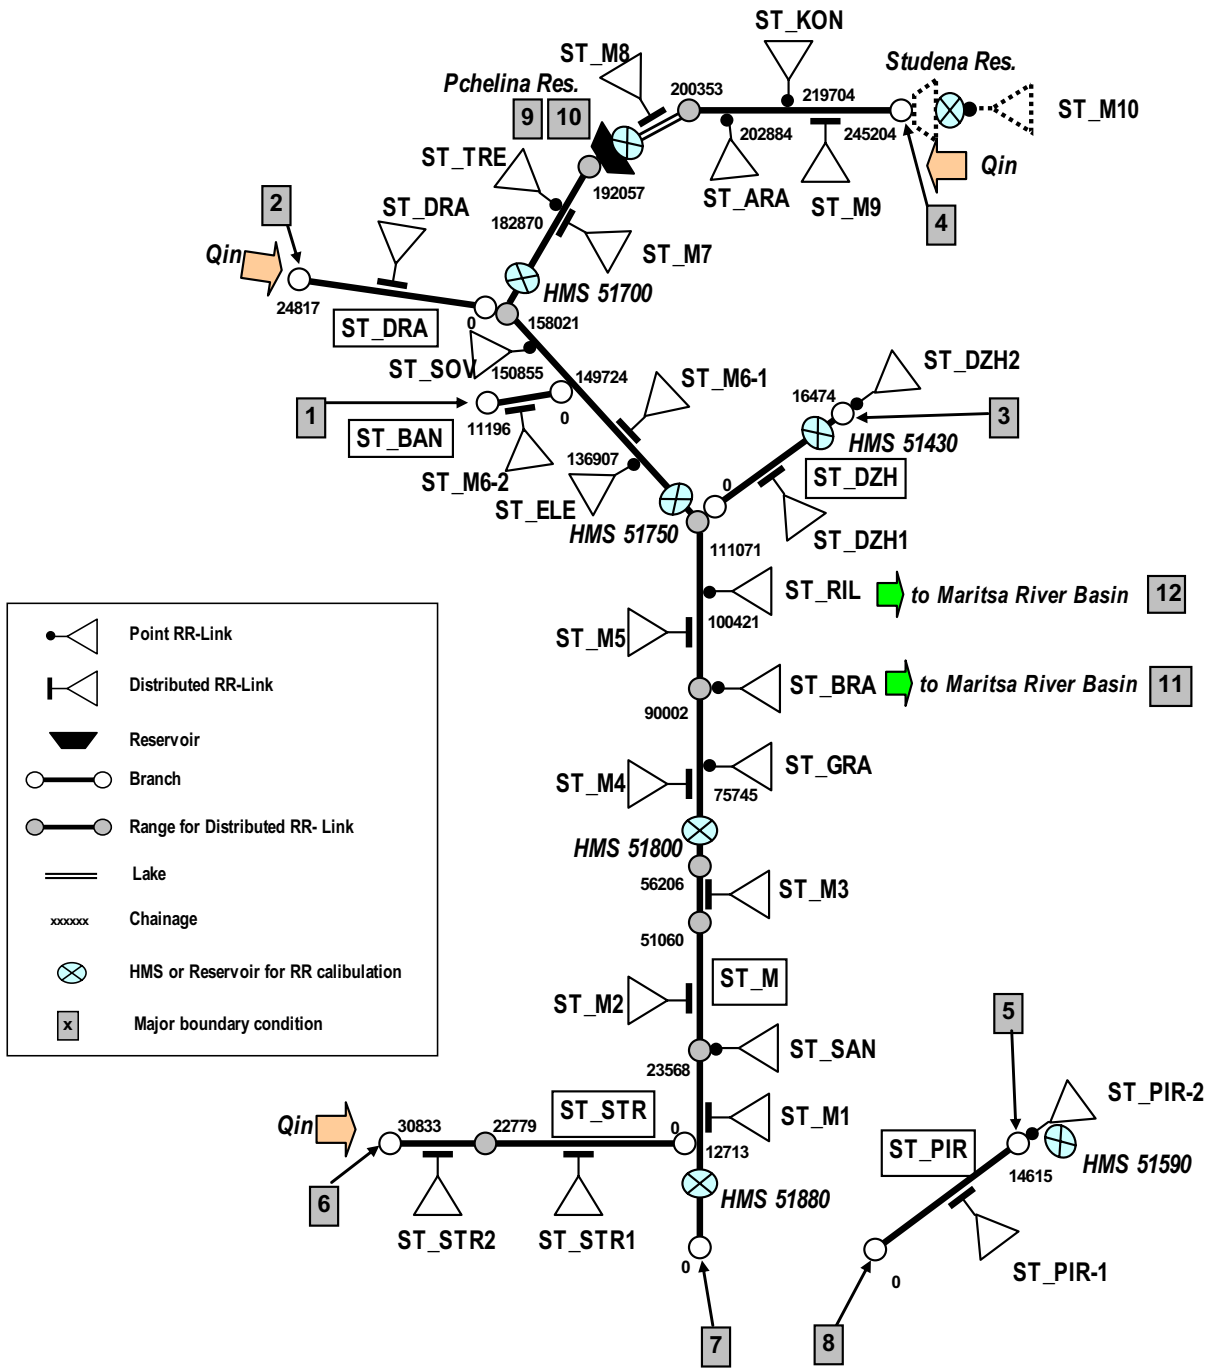 ST_KON
ST_M8
Studena Res.
Pchelina Res.
200353
219704
ST_M10
9
10
202884
245204
ST_TRE
Qin
192057
ST_ARA
ST_M9
4
2
ST_DRA
182870
ST_M7
Qin
HMS 51700
24817
0
158021
ST_DRA
ST_SOV
150855
149724
ST_M6-1
ST_DZH2
16474
1
0
3
11196
HMS 51430
ST_BAN
136907
ST_M6-2
0
ST_DZH
ST_ELE
HMS 51750
ST_DZH1
111071
ST_RIL
to Maritsa River Basin
12
100421
ST_M5
ST_BRA
to Maritsa River Basin
11
90002
ST_GRA
ST_M4
75745
HMS 51800
56206
ST_M3
51060
ST_M
ST_M2
5
ST_SAN
23568
ST_PIR-2
ST_STR
ST_M1
Qin
30833
22779
0
12713
ST_PIR
14615
HMS 51590
6
HMS 51880
ST_STR2
ST_STR1
0
0
ST_PIR-1
7
8
Point RR-Link
Distributed RR-Link
Reservoir
Branch
Range for Distributed RR- Link
Lake
xxxxxx
Chainage
HMS or Reservoir for RR calibulation
x
Major boundary condition